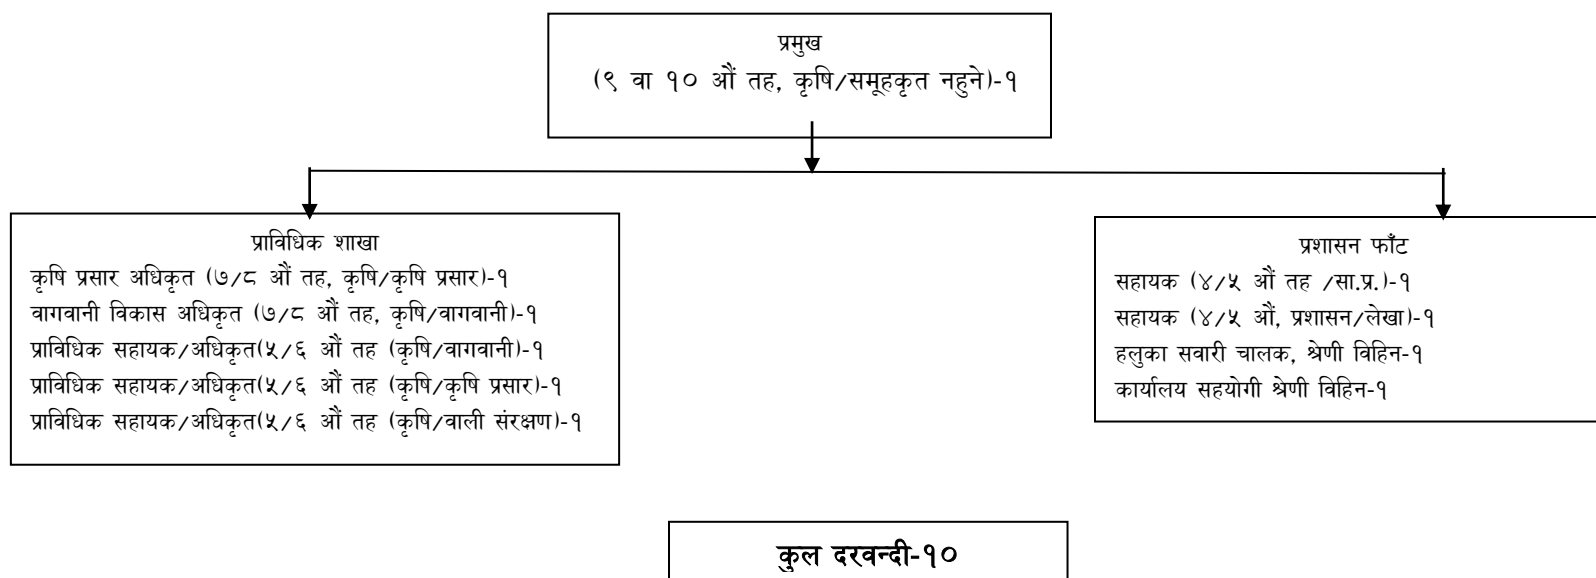 प्रमुख
(९ वा १० औं तह, कृषि/समूहकृत नहुने)-१
प्राविधिक शाखा
कृषि प्रसार अधिकृत (७/८ औं तह, कृषि/कृषि प्रसार)-१
वागवानी विकास अधिकृत (७/८ औं तह, कृषि/वागवानी)-१
प्राविधिक सहायक/अधिकृत(५/६ औं तह (कृषि/वागवानी)-१
प्राविधिक सहायक/अधिकृत(५/६ औं तह (कृषि/कृषि प्रसार)-१
प्राविधिक सहायक/अधिकृत(५/६ औं तह (कृषि/वाली संरक्षण)-१
प्रशासन फाँट
सहायक (४/५ औं तह /सा.प्र.)-१
सहायक (४/५ औं, प्रशासन/लेखा)-१
हलुका सवारी चालक, श्रेणी विहिन-१
कार्यालय सहयोगी श्रेणी विहिन-१
कुल दरवन्दी-१०